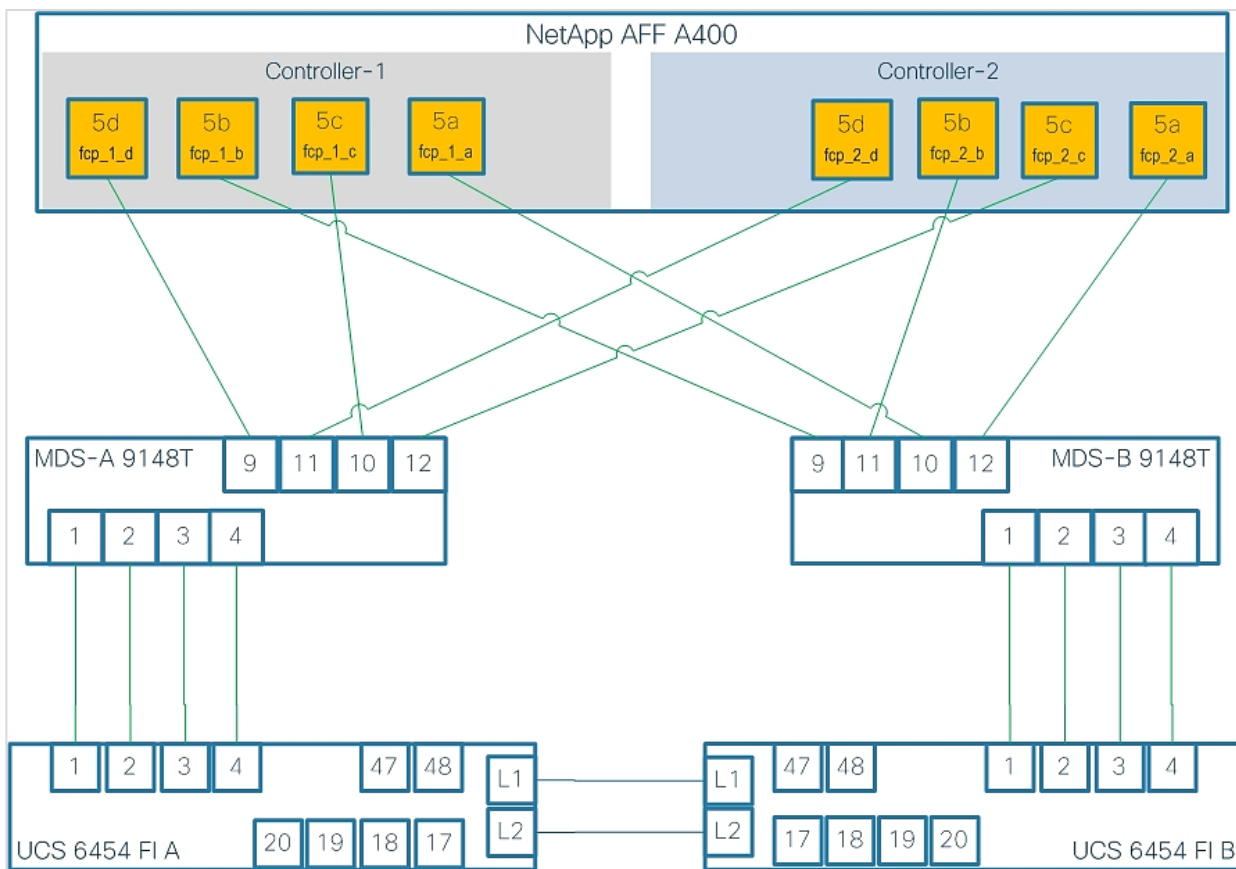 NetApp AFF A400
Controller-1
Controller-2
5d
fcp_1_d
5b
fcp_1_b
5c
fcp_1_c
5a
fcp_1_a
5d
fcp_2_d
5b
fcp_2_b
5c
fcp_2_c
5a
fcp_2_a
MDS-A 9148T
9
11
10
12
1
2
3
4
9
11
10
12
MDS-B 9148T
1
2
3
4
1
2
3
4
47
48
L1
L2
20
19
18
17
UCS 6454 FI A
L1
L2
47
48
1
2
3
4
17
18
19
20
UCS 6454 FI B